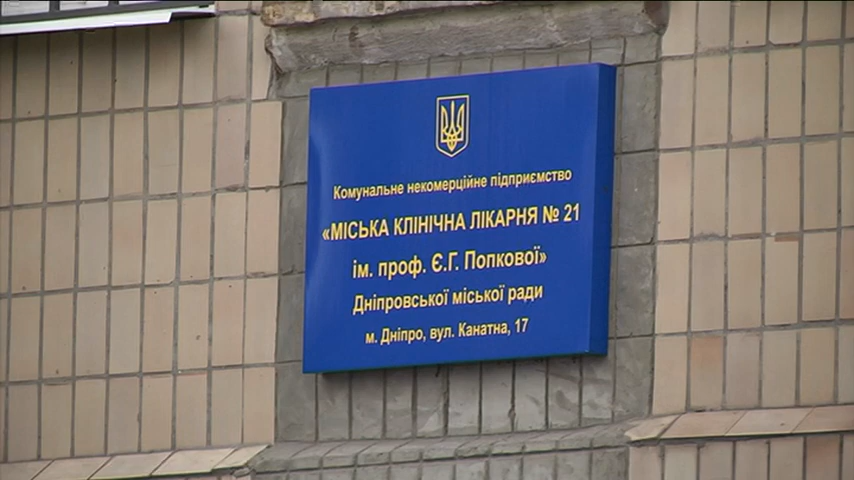 Комунальне некомерційне підприємство
«МІСЬКА КЛІНІЧНА ЛІКАРНЯ № 21
ім. проф. Є.Г. Попкової»
Дніпровської міської ради
м. Дніпро, вул. Канатна, 17